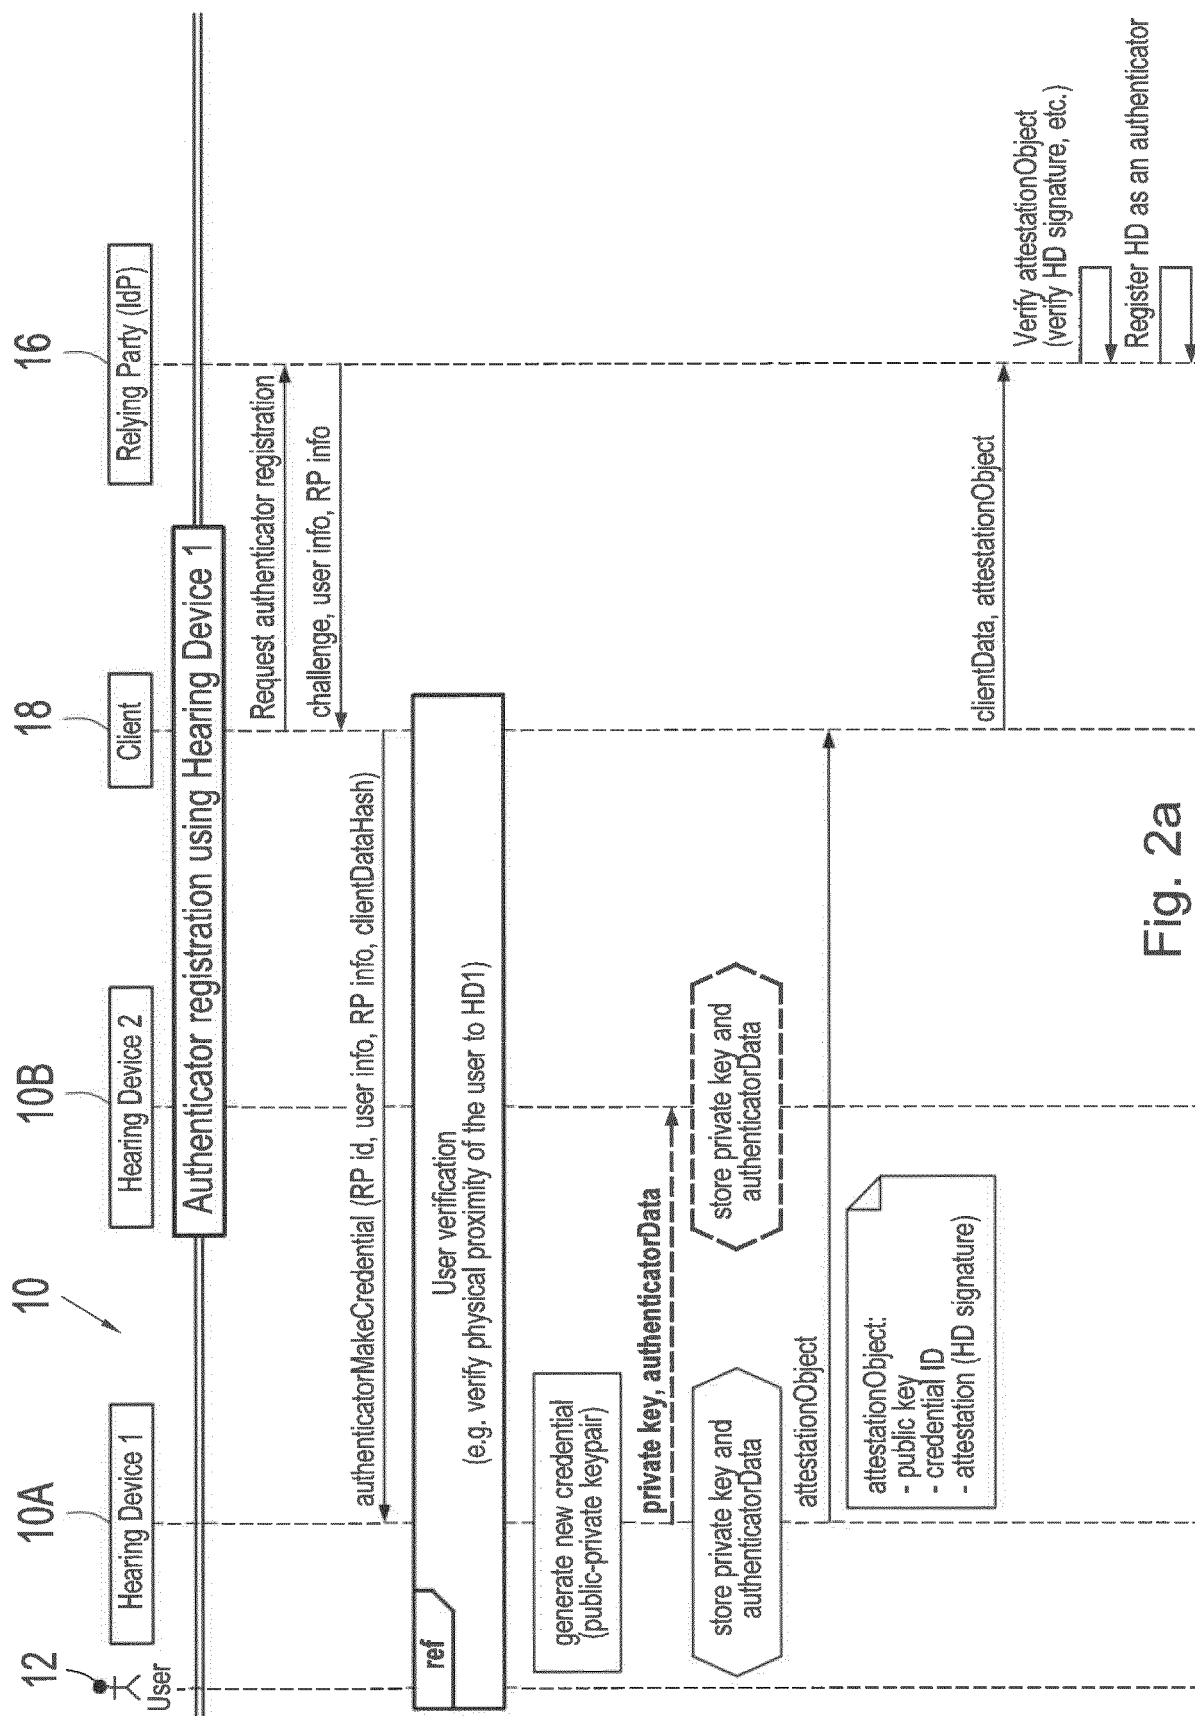 12
10A
10
10B
18
16
User
Hearing Device 1
Hearing Device 2
Client
Relying Party (IdP)
Authenticator registration using Hearing Device 1
Request authenticator registration
challenge, user info, RP info
authenticatorMakeCredential (RP id, user info, RP info, clientDataHash)
ref
User verification
(e.g. verify physical proximity of the user to HD1)
generate new credential
(public-private keypair)
private key, authenticatorData
store private key and
authenticatorData
store private key and
authenticatorData
attestationObject
attestationObject:
- public key
- credential ID
- attestation (HD signature)
clientData, attestationObject
Verify attestationObject
(verify HD signature, etc.)
Register HD as an authenticator
Fig. 2a